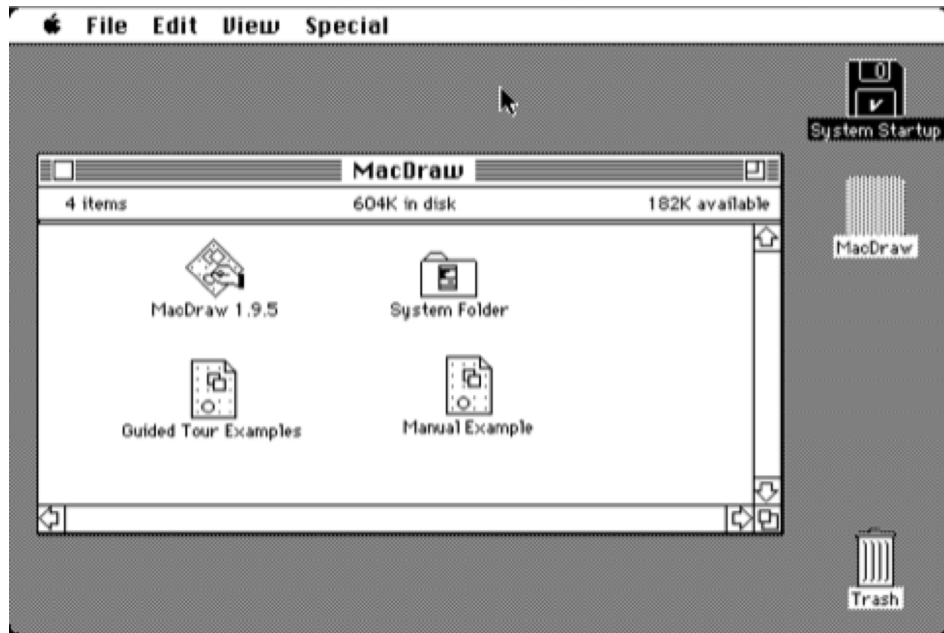 File Edit View Special
System Startup
MacDraw
4 items 604K in disk 182K available
MacDraw
MacDraw 1.9.5 System Folder
Guided Tour Examples Manual Example
Trash